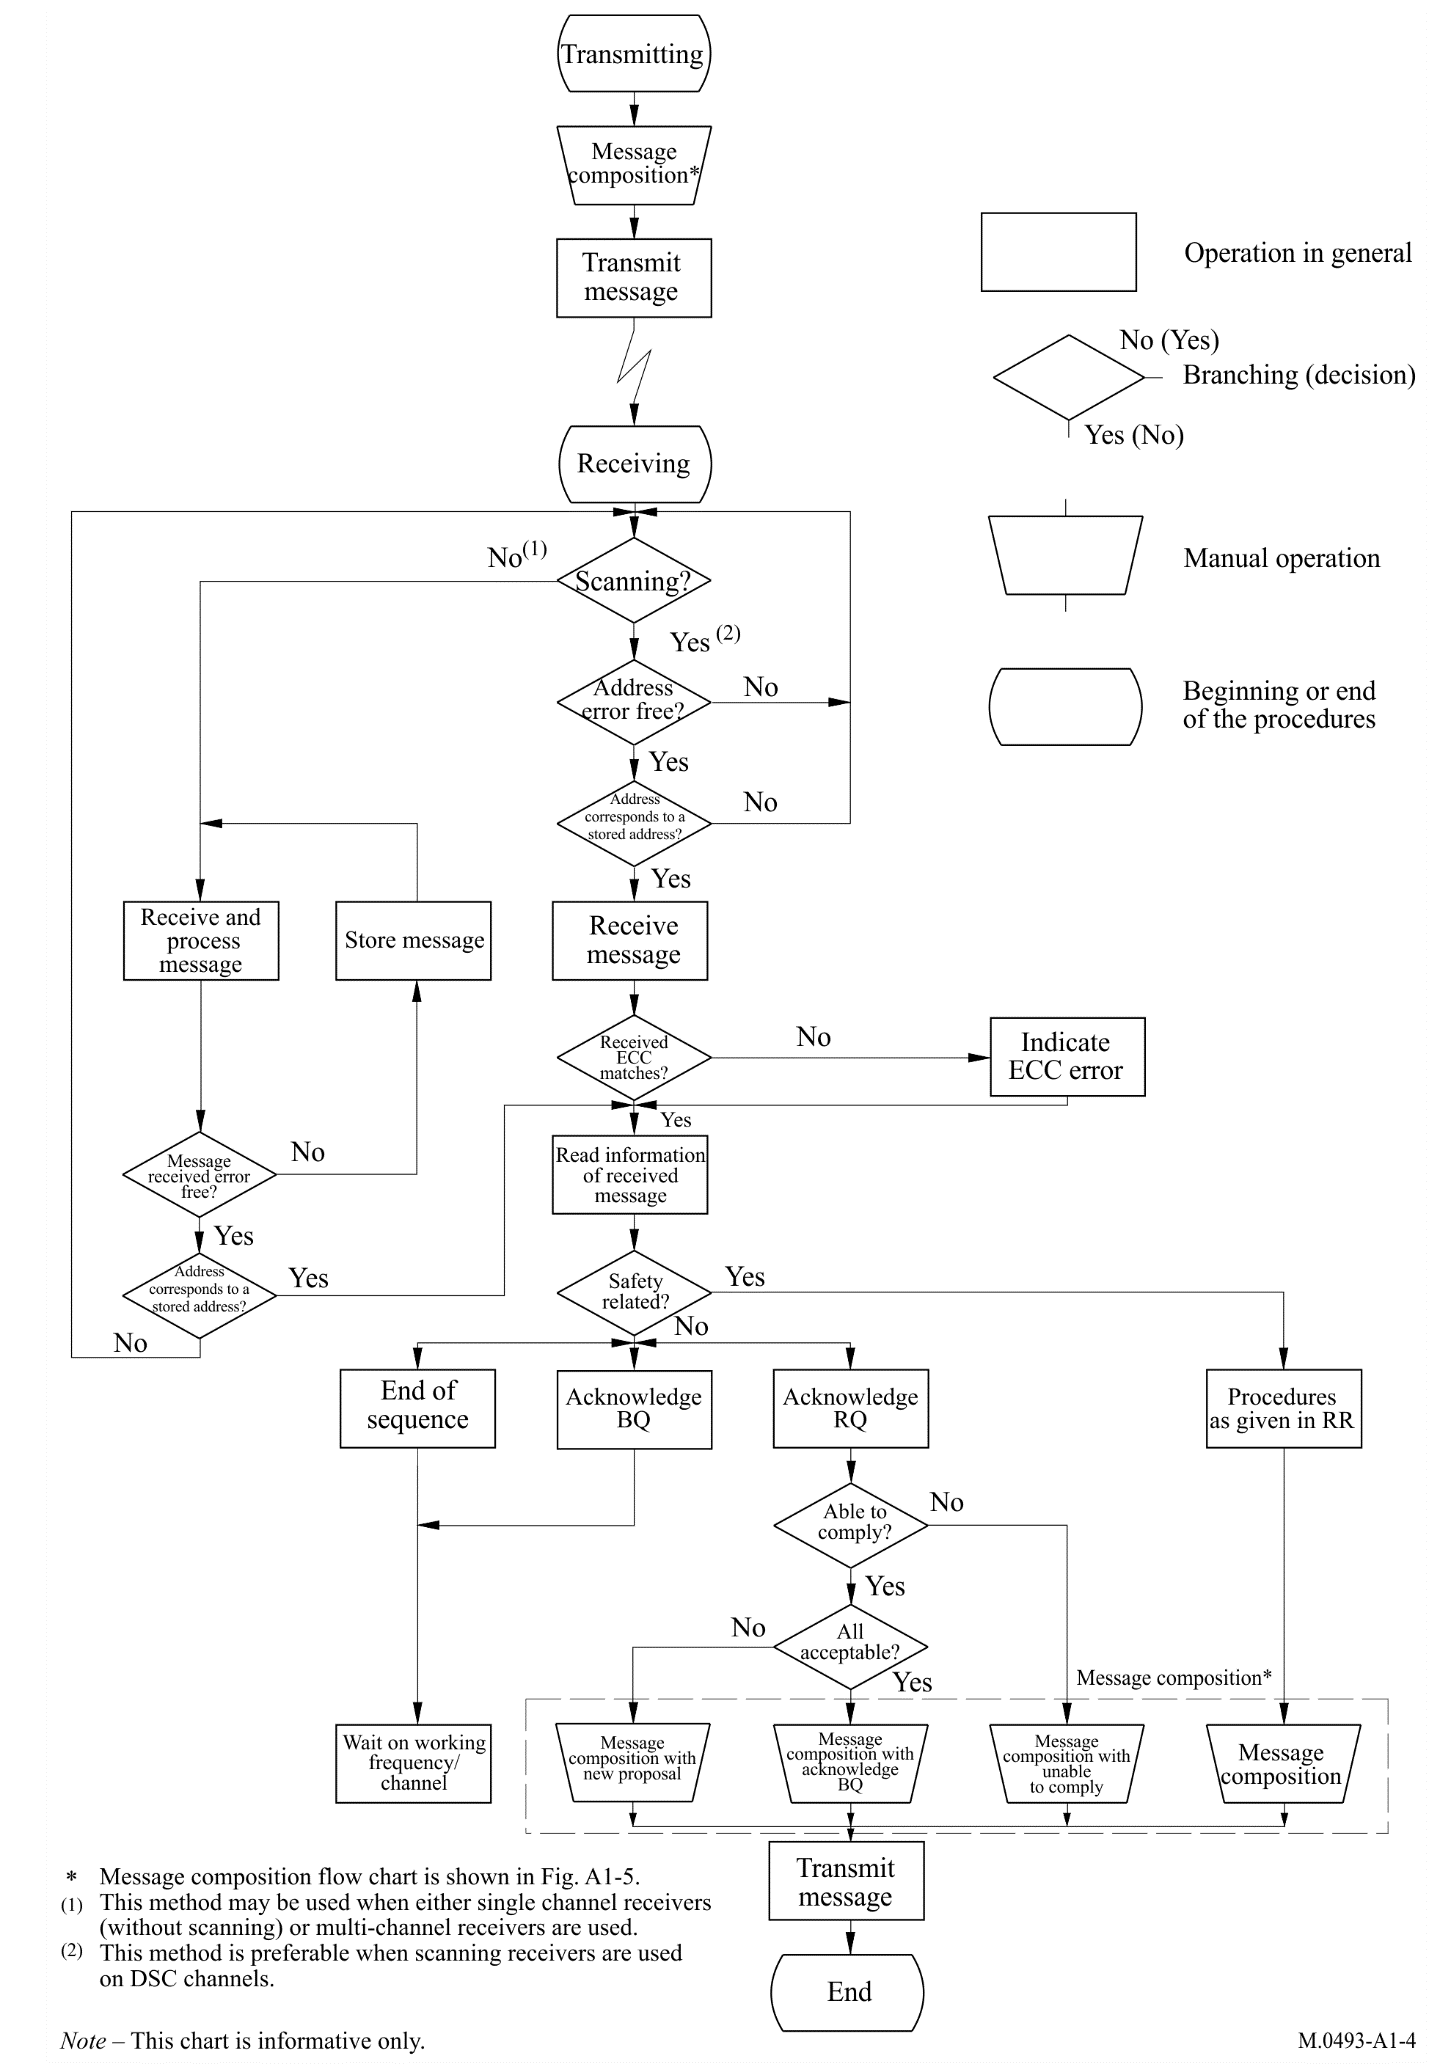 Transmitting
Message
composition*
Transmit
message
Operation in general
No (Yes)
Branching (decision)
Yes (No)
Receiving
No(1)
Scanning?
Manual operation
Yes (2)
Address
error free?
No
Beginning or end
of the procedures
Yes
Address
corresponds to a
stored address?
No
Yes
Receive and
process
message
Store message
Receive
message
Received
ECC
matches?
No
Indicate
ECC error
Yes
Message
received error
free?
No
Read information
of received
message
Yes
Address
corresponds to a
stored address?
Yes
No
Safety
related?
Yes
No
End of
sequence
Acknowledge
BQ
Acknowledge
RQ
Procedures
as given in RR
Able to
comply?
No
Yes
All
acceptable?
No
Yes
Message composition*
Wait on working
frequency/
channel
Message
composition with
new proposal
Message
composition with
acknowledge
BQ
Message
composition with
unable
to comply
Message
composition
Transmit
message
End
* Message composition flow chart is shown in Fig. A1-5.
(1) This method may be used when either single channel receivers
(without scanning) or multi-channel receivers are used.
(2) This method is preferable when scanning receivers are used
on DSC channels.
Note – This chart is informative only.
M.0493-A1-4